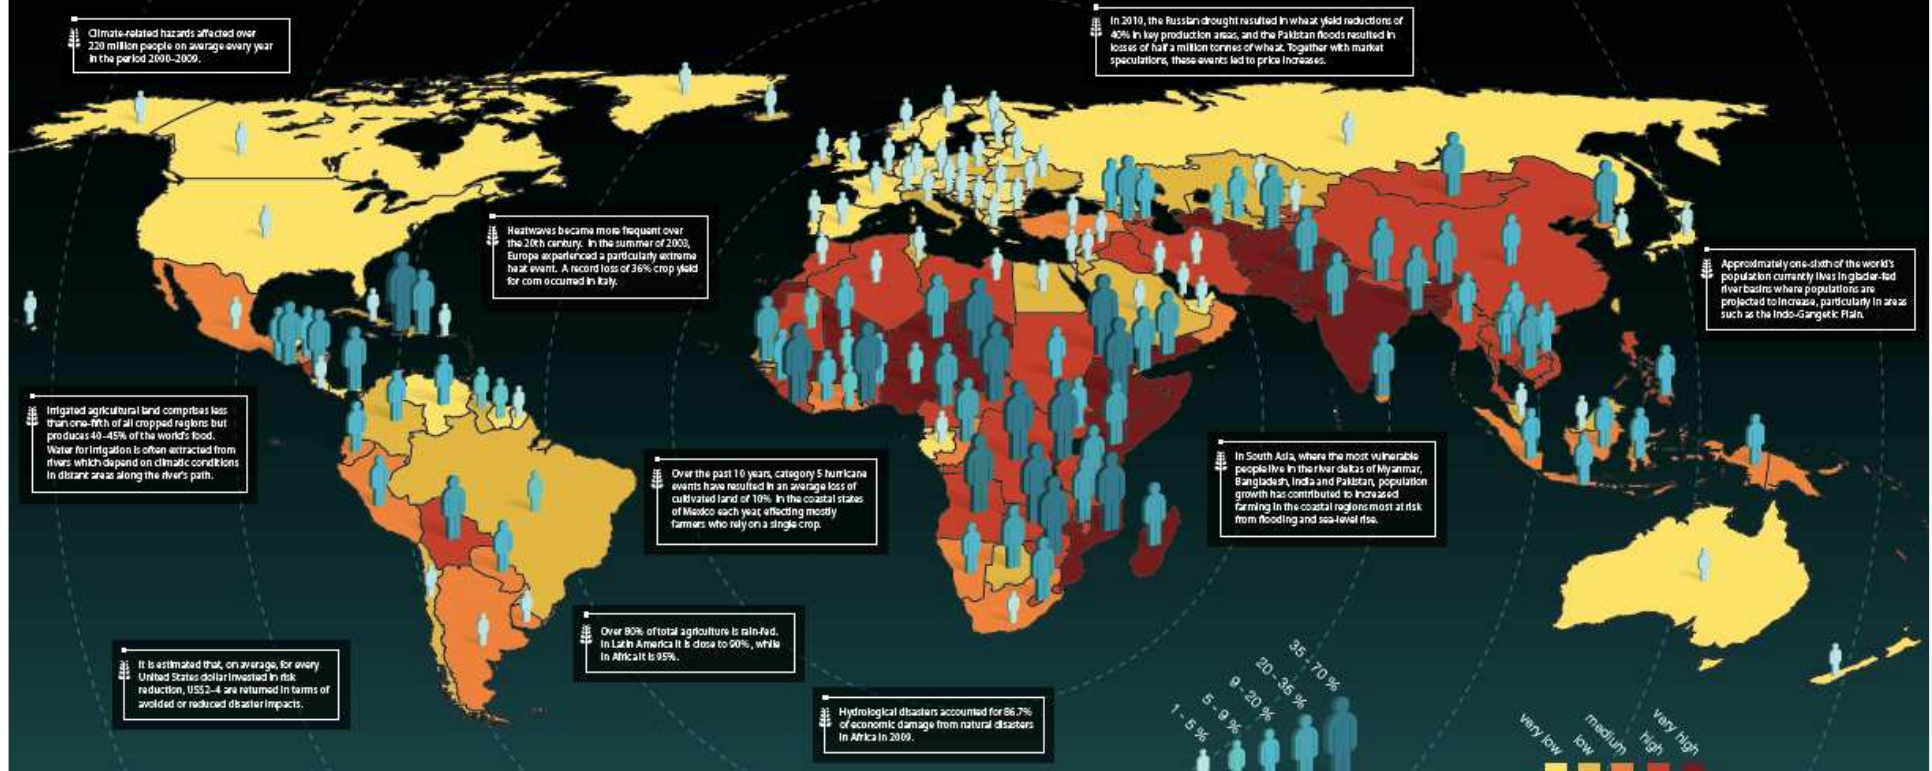 Climate-related hazards affected over
220 million people on average every year
in the period 2000–2009.
In 2010, the Russian drought resulted in wheat yield reductions of
40% in key production areas, and the Pakistan floods resulted in
losses of half a million tonnes of wheat. Together with market
speculations, these events led to price increases.
Heatwaves became more frequent over
the 20th century. In the summer of 2003,
Europe experienced a particularly extreme
heat event. A record loss of 36% crop yield
for corn occurred in Italy.
Approximately one-sixth of the world's
population currently lives in glacier-fed
river basins where populations are
projected to increase, particularly in areas
such as the Indo-Gangetic Plain.
Irrigated agricultural land comprises less
than one-fifth of all cropped regions but
produces 40–45% of the world's food.
Water for irrigation is often extracted from
rivers which depend on climatic conditions
in distant areas along the river's path.
Over the past 10 years, category 5 hurricane
events have resulted in an average loss of
cultivated land of 10% in the coastal states
of Mexico each year, effecting mostly
farmers who rely on a single crop.
In South Asia, where the most vulnerable
people live in the river deltas of Myanmar,
Bangladesh, India and Pakistan, population
growth has contributed to increased
farming in the coastal regions most at risk
from flooding and sea-level rise.
Over 80% of total agriculture is rain-fed.
In Latin America it is close to 90%, while
in Africa it is 95%.
It is estimated that, on average, for every
United States dollar invested in risk
reduction, US$2–4 are returned in terms of
avoided or reduced disaster impacts.
Hydrological disasters accounted for 86.7%
of economic damage from natural disasters
in Africa in 2009.
1 - 5 %
5 - 9 %
9 - 20 %
20 - 35 %
35 - 70 %
very low
low
medium
high
very high